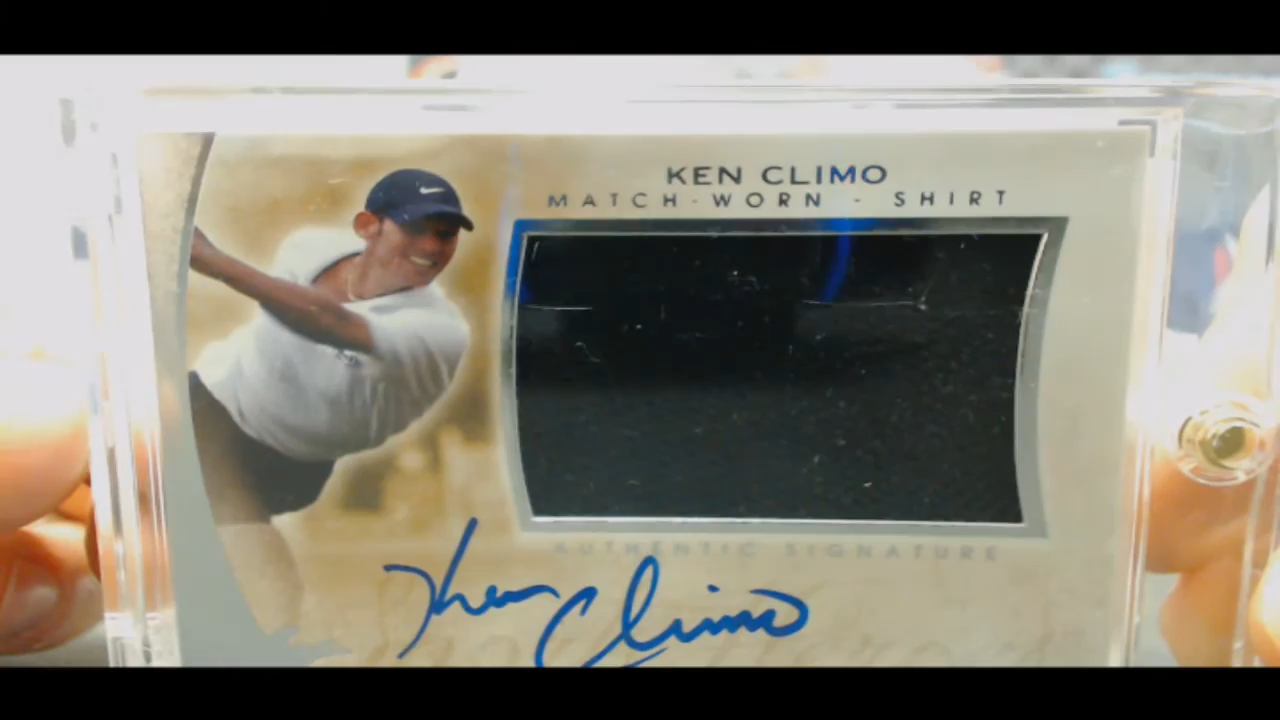 KEN CLIMO
MATCH-WORN - SHIRT
AUTHENTIC SIGNATURE
Ken Climo